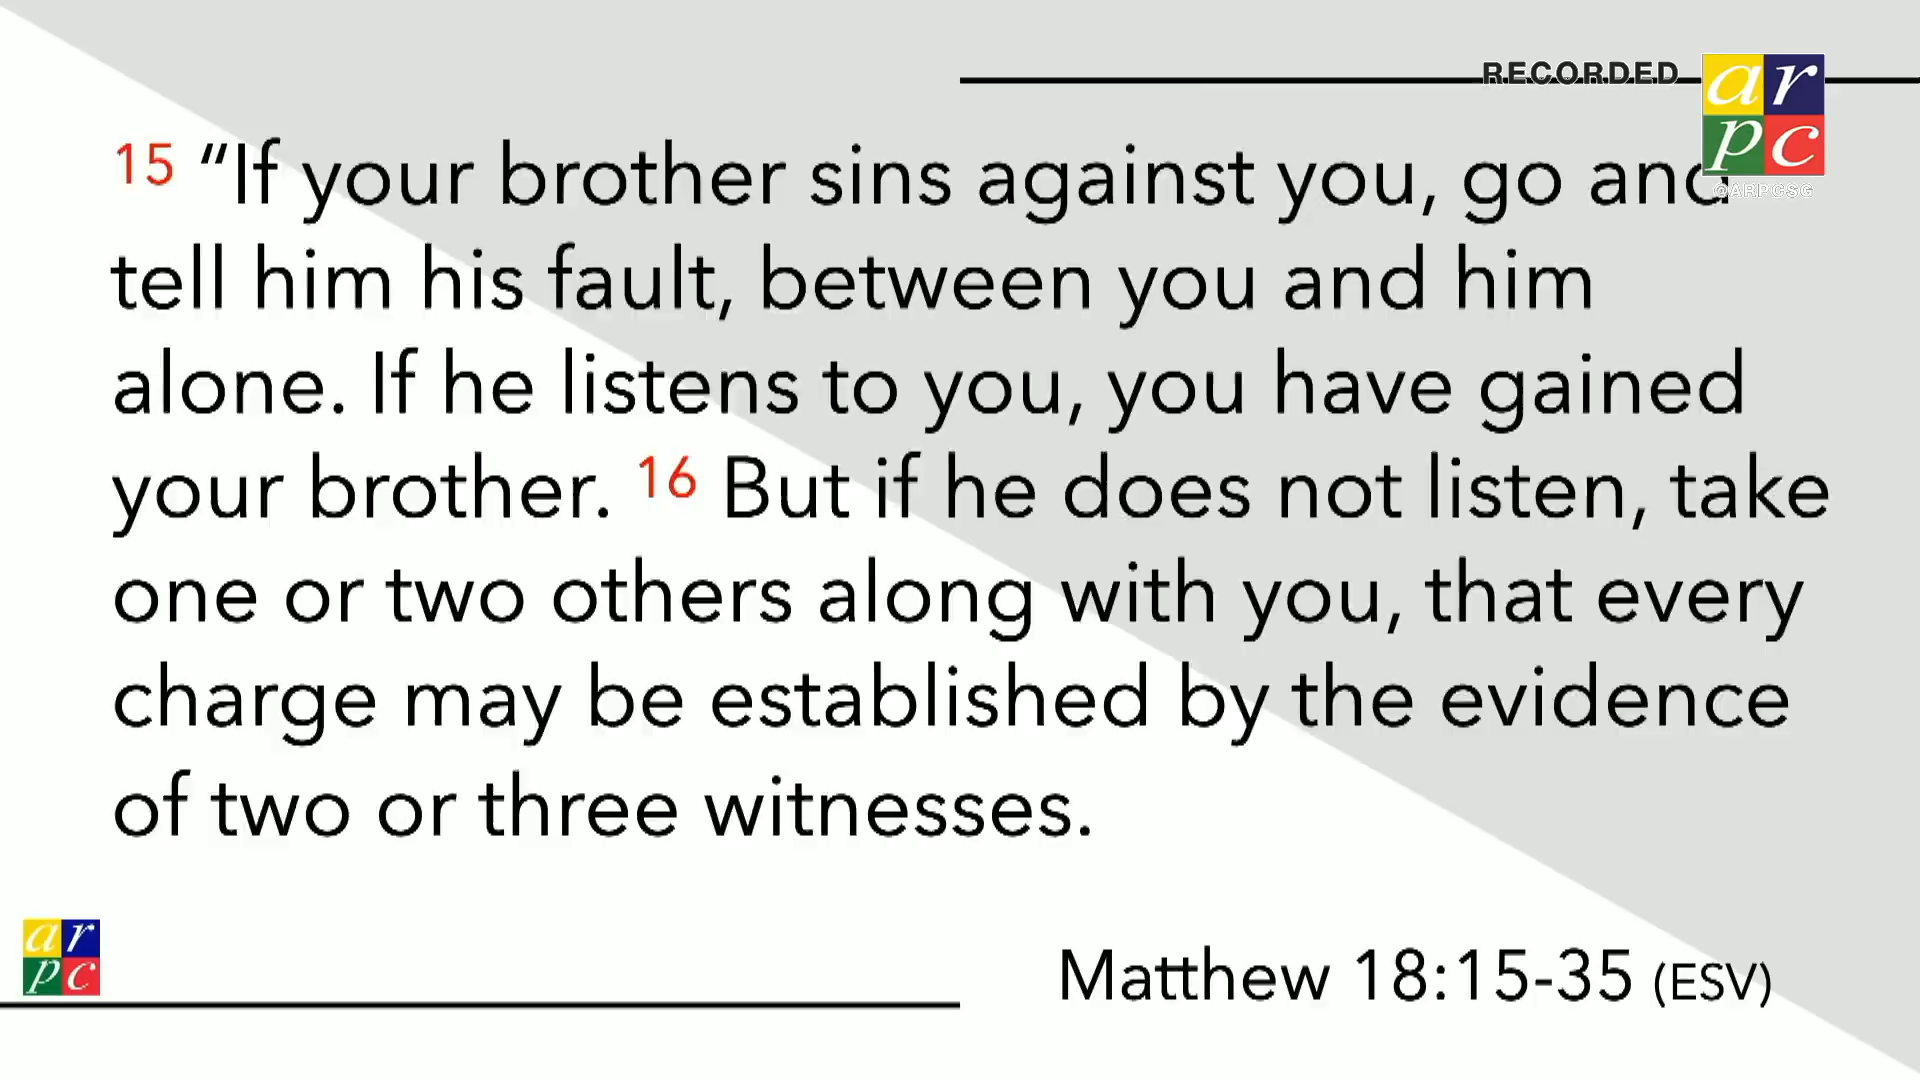 RECORDED
ar
pc
@ARPCSG
15 “If your brother sins against you, go and
tell him his fault, between you and him
alone. If he listens to you, you have gained
your brother. 16 But if he does not listen, take
one or two others along with you, that every
charge may be established by the evidence
of two or three witnesses.
ar
pc
Matthew 18:15-35 (ESV)